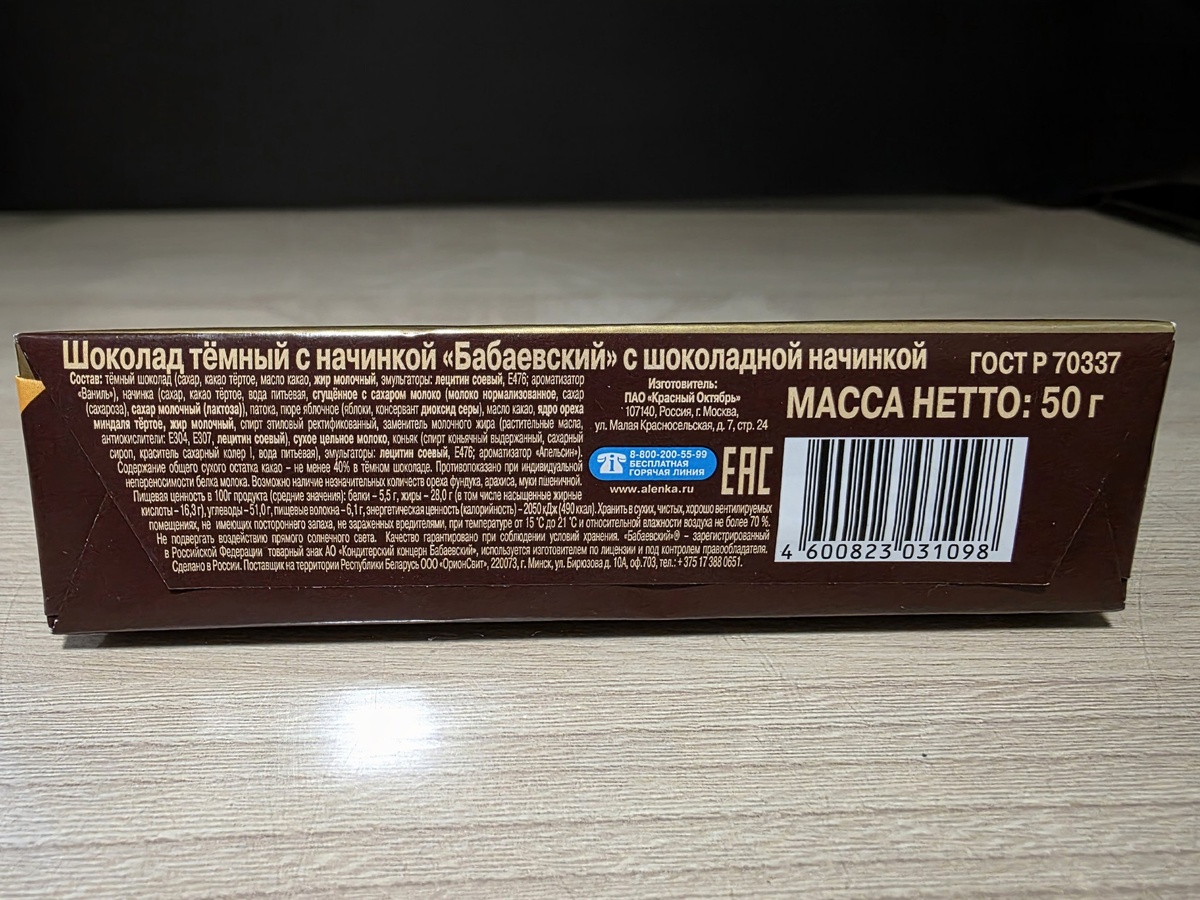 Шоколад тёмный с начинкой «Бабаевский» с шоколадной начинкой
ГОСТ Р 70337
Состав: тёмный шоколад (сахар, какао тёртое, масло какао, жир молочный, эмульгаторы: лецитин соевый, Е476; ароматизатор
«Ваниль»), начинка (сахар, какао тёртое, вода питьевая, сгущённое с сахаром молоко (молоко нормализованное, сахар
(сахароза), сахар молочный (лактоза)), патока, пюре яблочное (яблоки, консервант диоксид серы), масло какао, ядро ореха
миндаля тёртое, жир молочный, спирт этиловый ректификованный, заменитель молочного жира (растительные масла,
антиокислители: Е304, Е307, лецитин соевый), сухое цельное молоко, коньяк (спирт коньячный выдержанный, сахарный
сироп, краситель сахарный колер I, вода питьевая), эмульгаторы: лецитин соевый, Е476; ароматизатор «Апельсин»).
Содержание общего сухого остатка какао – не менее 40% в тёмном шоколаде. Противопоказано при индивидуальной
непереносимости белка молока. Возможно наличие незначительных количеств ореха фундука, арахиса, муки пшеничной.
Пищевая ценность в 100г продукта (средние значения): белки – 5,5 г, жиры – 28,0 г (в том числе насыщенные жирные
кислоты – 16,3г), углеводы – 51,0 г, пищевые волокна – 6,1 г, энергетическая ценность (калорийность) – 2050 кДж (490 ккал). Хранить в сухих, чистых, хорошо вентилируемых
помещениях, не имеющих постороннего запаха, не зараженных вредителями, при температуре от 15 °С до 21 °С и относительной влажности воздуха не более 70 %.
Не подвергать воздействию прямого солнечного света. Качество гарантировано при соблюдении условий хранения. «Бабаевский»® – зарегистрированный
в Российской Федерации товарный знак АО «Кондитерский концерн Бабаевский», используется изготовителем по лицензии и под контролем правообладателя.
Сделано в России. Поставщик на территории Республики Беларусь ООО «ОрионСвит», 220073, г. Минск, ул. Бирюзова д. 10А, оф.703, тел.: + 375 17 388 0651.
Изготовитель:
ПАО «Красный Октябрь»
107140, Россия, г. Москва,
ул. Малая Красносельская, д. 7, стр. 24
8-800-200-55-99
БЕСПЛАТНАЯ
ГОРЯЧАЯ ЛИНИЯ
www.alenka.ru
ЕАС
МАССА НЕТТО: 50 г
4 600823 031098